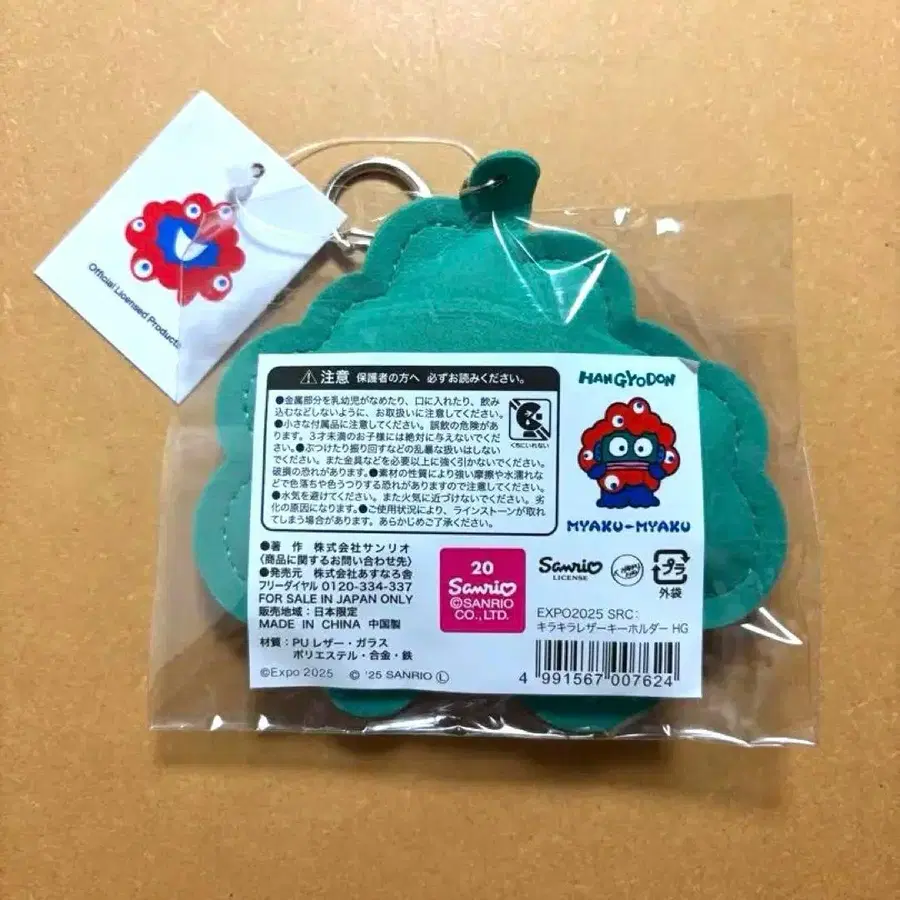 Official Licensed Product
⚠注意 保護者の方へ 必ずお読みください。
●金属部分を乳幼児がなめたり、口に入れたり、飲み
込むなどしないように、お取扱いに注意してください。
●小さな付属品に注意してください。誤飲の危険があ
ります。3才未満のお子様には絶対に与えないでくだ
さい。●ぶつけたり振り回すなどの乱暴な扱いはしない
でください。また金具などを必要以上に強く引かないでください。
破損の恐れがあります。●素材の性質により強い摩擦や水濡れな
どで色落ちや色うつりする恐れがありますので注意してください。
●水気を避けてください。また火気に近づけないでください。劣
化の原因になります。●ご使用状況により、ラインストーンが取れ
てしまう場合があります。あらかじめご了承ください。
くちにいれない
HANGYODON
MYAKU-MYAKU
●著 作 株式会社サンリオ
〈商品に関するお問い合わせ先〉
●発売元 株式会社あすなろ舎
フリーダイヤル 0120-334-337
FOR SALE IN JAPAN ONLY
販売地域：日本限定
MADE IN CHINA 中国製
材質：PUレザー・ガラス
ポリエステル・合金・鉄
©Expo 2025 © '25 SANRIO Ⓛ
20
Sanrio
©SANRIO
CO.,LTD.
Sanrio
LICENSE
プラ
外袋
EXPO2025 SRC：
キラキラレザーキーホルダー HG
4 991567 007624